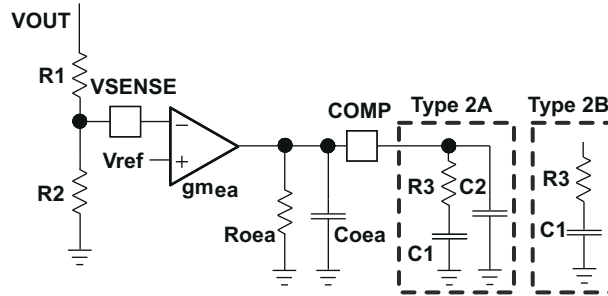 VOUT
R1
VSENSE
COMP
Type 2A
Type 2B
−
Vref
+
gmea
R2
R3
C2
R3
Roea
Coea
C1
C1